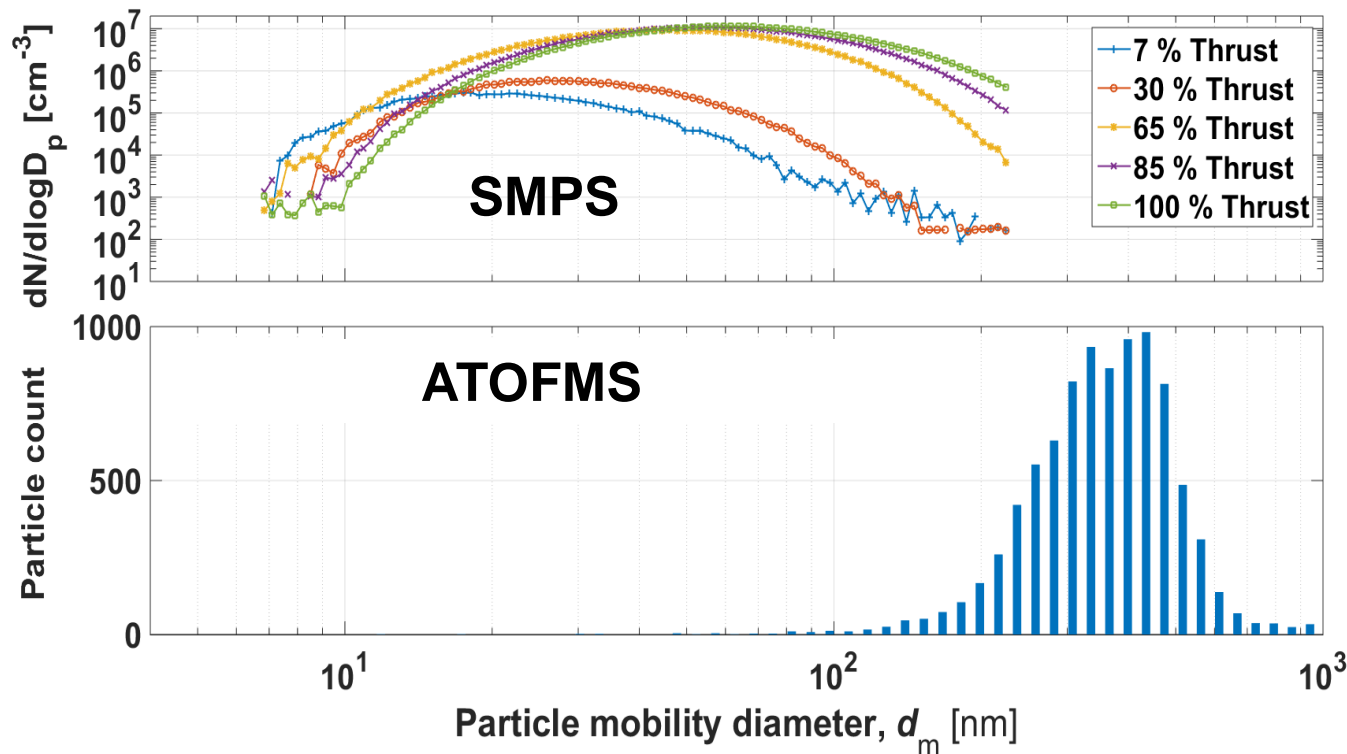 dN/dlogDp [cm-3]
10^7
10^6
10^5
10^4
10^3
10^2
10^1
SMPS
7 % Thrust
30 % Thrust
65 % Thrust
85 % Thrust
100 % Thrust
Particle count
1000
500
0
ATOFMS
10^1
10^2
10^3
Particle mobility diameter, dm [nm]